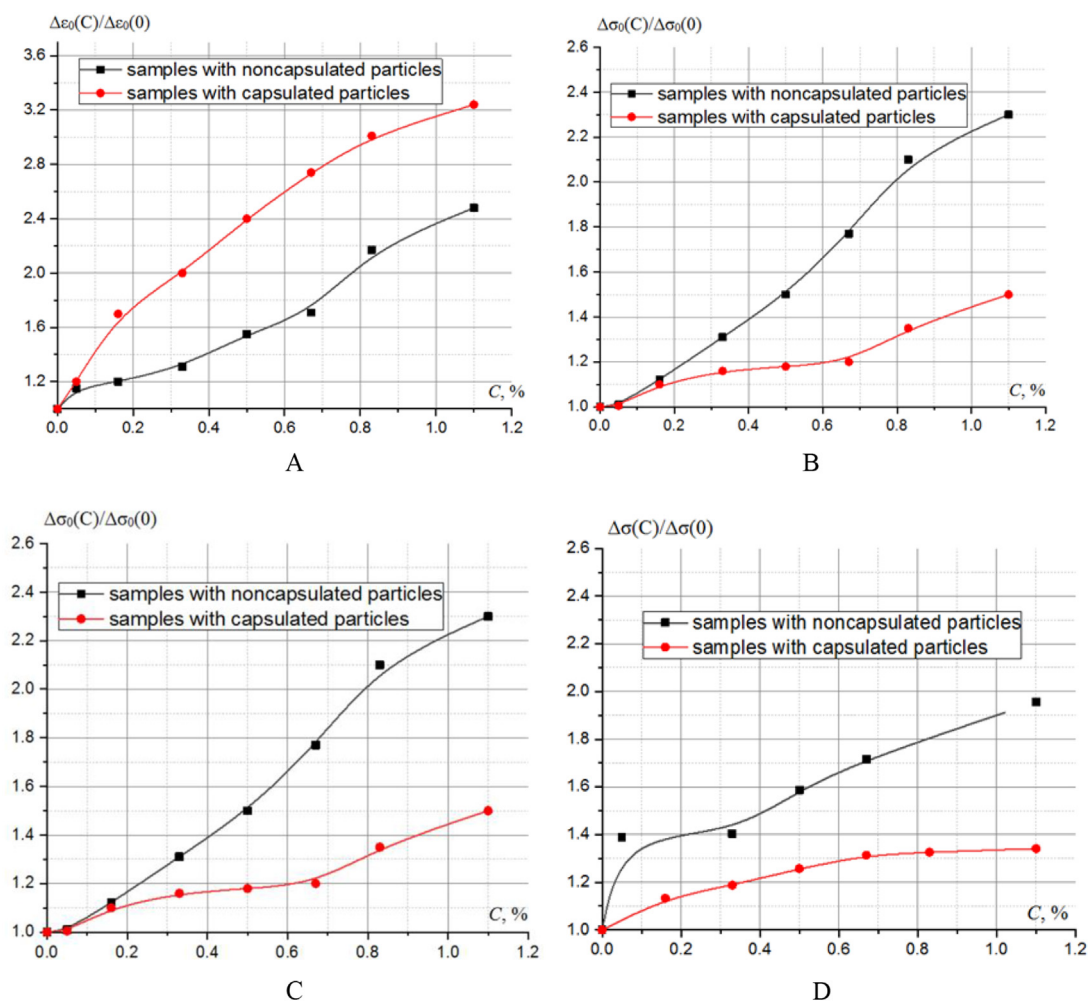 Δε₀(C)/Δε₀(0)
3.6
samples with noncapsulated particles
samples with capsulated particles
3.2
2.8
2.4
2.0
1.6
1.2
C, %
0.0 0.2 0.4 0.6 0.8 1.0 1.2
A
Δσ₀(C)/Δσ₀(0)
2.6
2.4
samples with noncapsulated particles
samples with capsulated particles
2.2
2.0
1.8
1.6
1.4
1.2
C, %
1.0
0.0 0.2 0.4 0.6 0.8 1.0 1.2
B
Δσ₀(C)/Δσ₀(0)
2.6
2.4
samples with noncapsulated particles
samples with capsulated particles
2.2
2.0
1.8
1.6
1.4
1.2
C, %
1.0
0.0 0.2 0.4 0.6 0.8 1.0 1.2
C
Δσ(C)/Δσ(0)
2.6
2.4
samples with noncapsulated particles
samples with capsulated particles
2.2
2.0
1.8
1.6
1.4
1.2
C, %
1.0
0.0 0.2 0.4 0.6 0.8 1.0 1.2
D